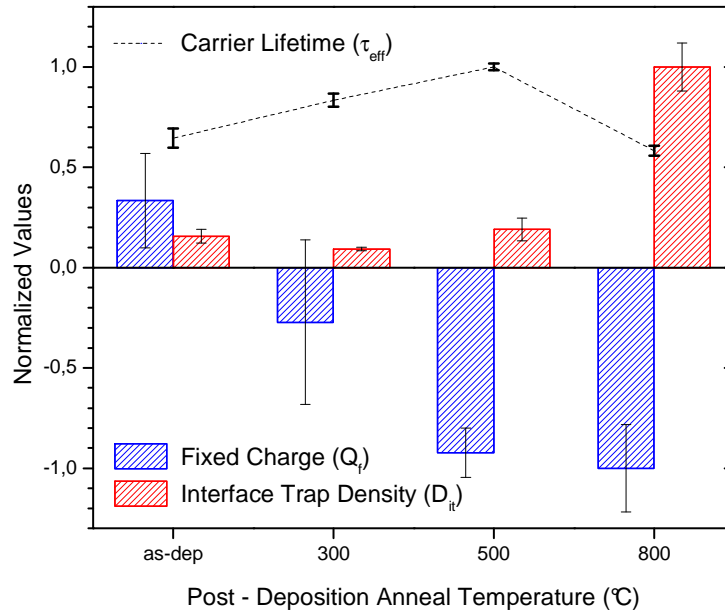 Carrier Lifetime (τeff)
1,0
0,5
0,0
-0,5
-1,0
Normalized Values
Fixed Charge (Qf)
Interface Trap Density (Dit)
as-dep 300 500 800
Post - Deposition Anneal Temperature (°C)